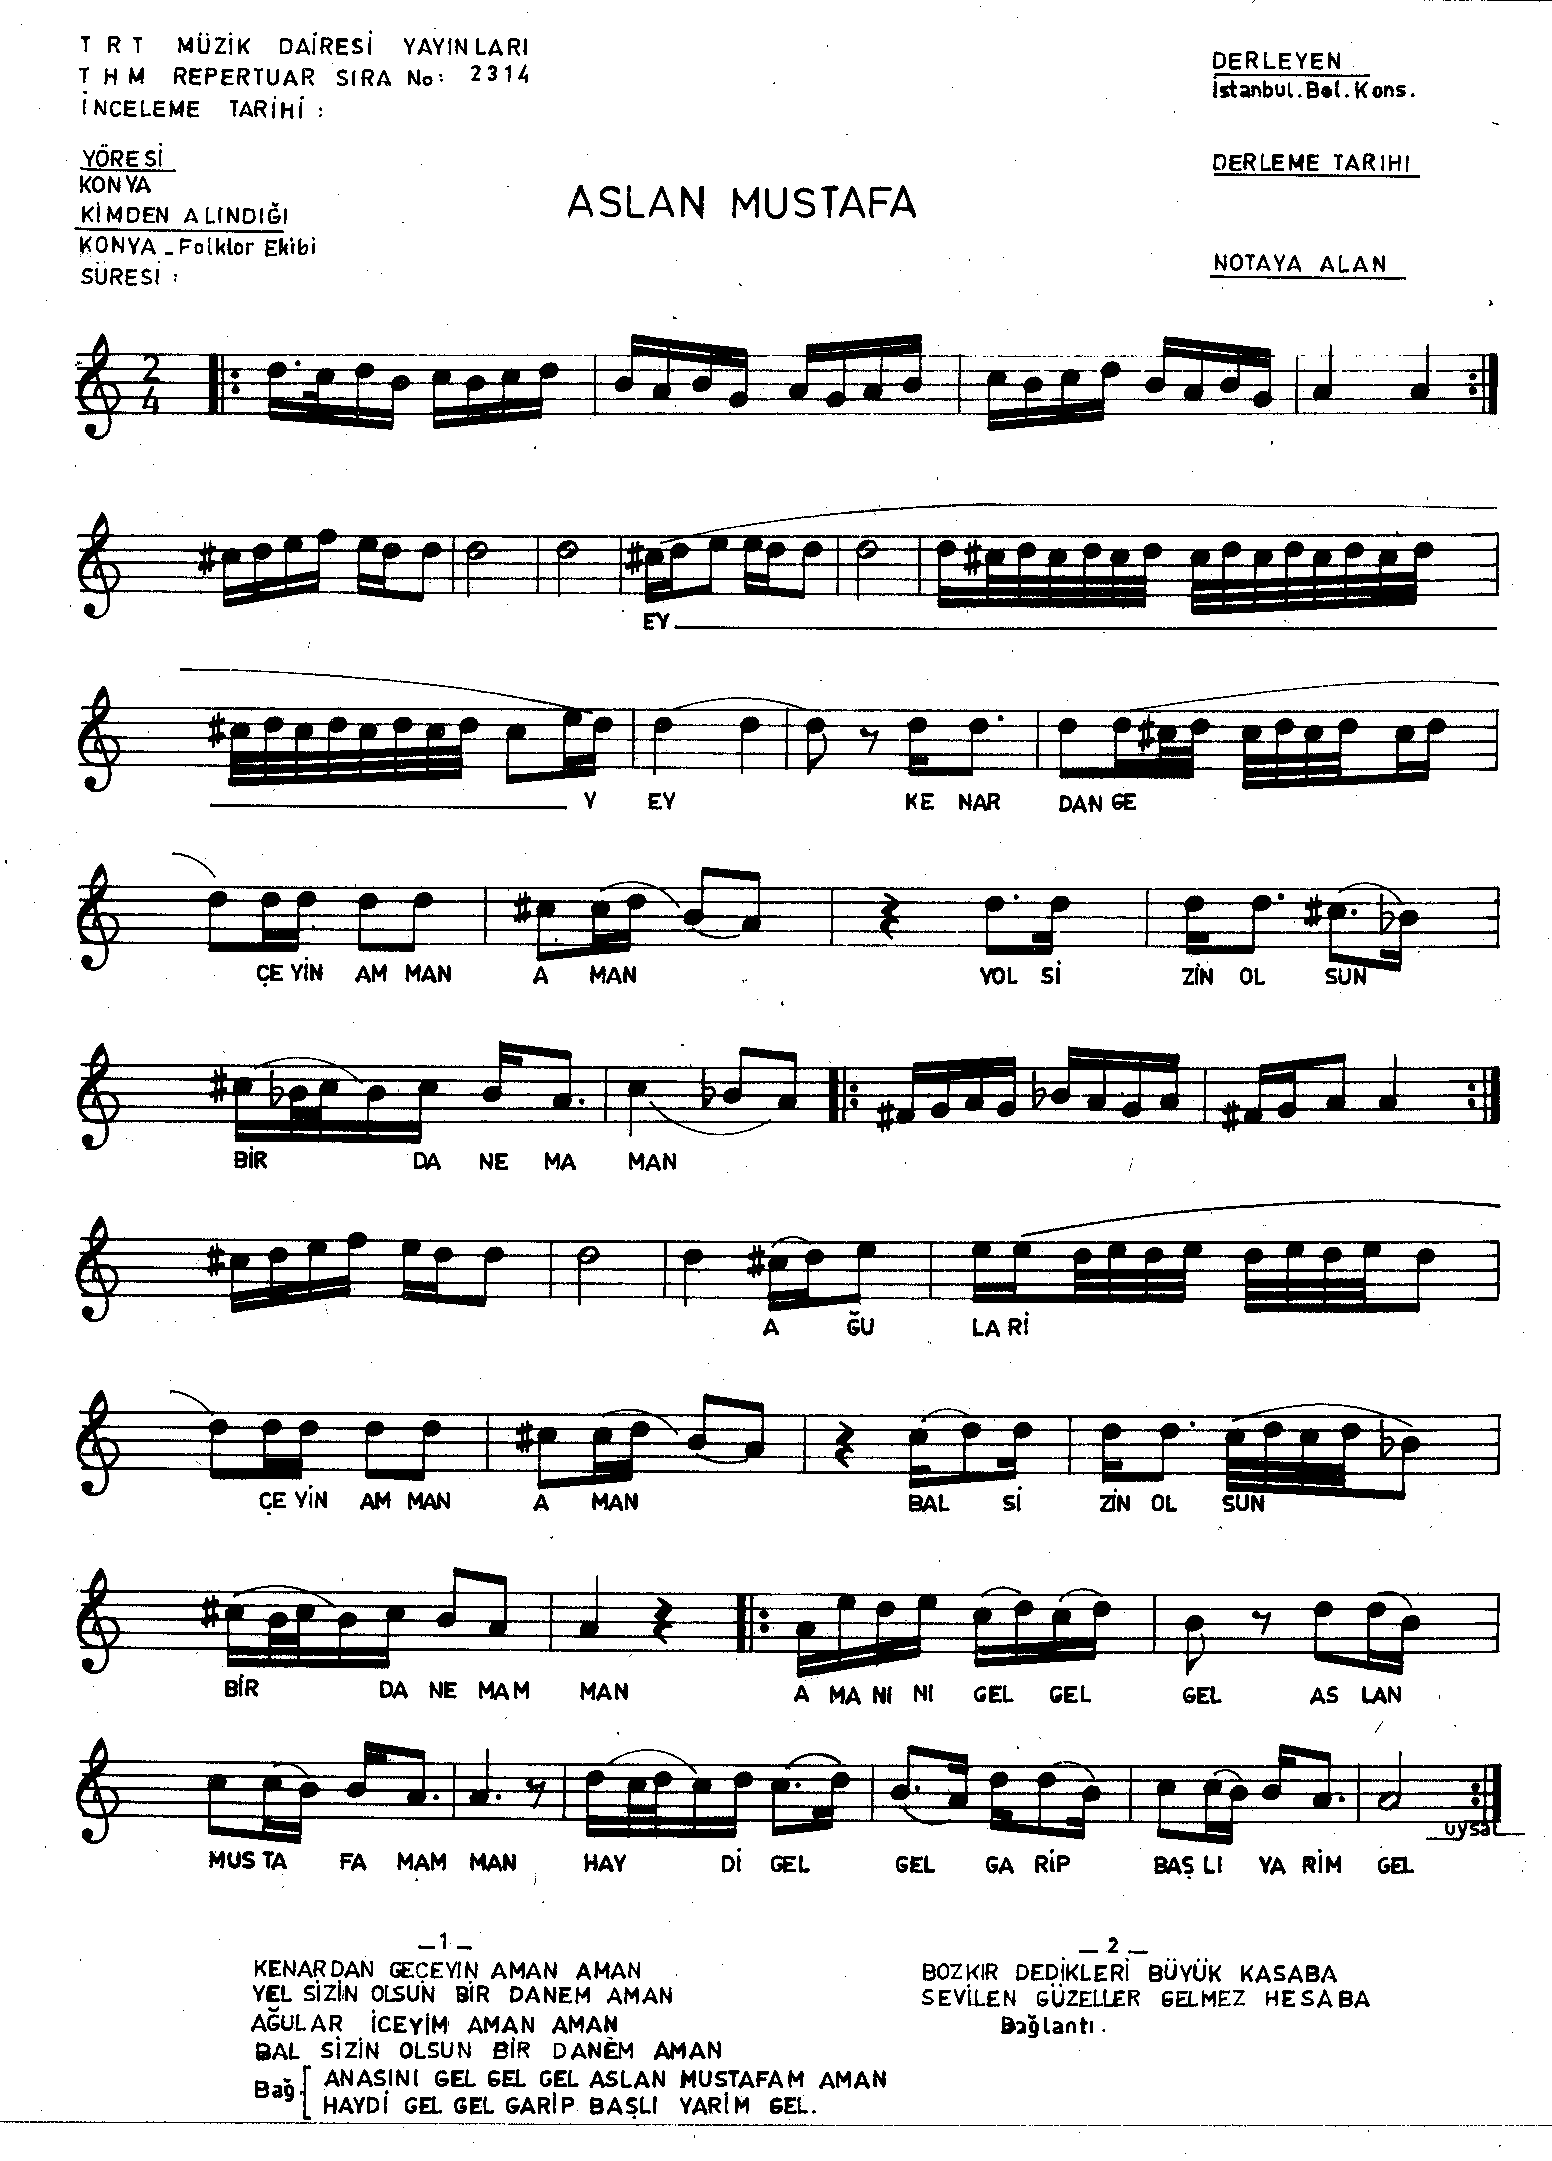 T R T MÜZİK DAİRESİ YAYINLARI
T H M REPERTUAR SIRA No: 2314
İNCELEME TARİHİ :
DERLEYEN
İstanbul.Bel.Kons.
YÖRESİ
KONYA
KİMDEN ALINDIĞI
KONYA - Folklor Ekibi
SÜRESİ :
ASLAN MUSTAFA
DERLEME TARIHI
NOTAYA ALAN
2
4
EY
Y EY KE NAR DAN GE
ÇE YİN AM MAN A MAN YOL Sİ ZİN OL SUN
BİR DA NE MA MAN
A ĞU LA Rİ
ÇE YİN AM MAN A MAN BAL Sİ ZİN OL SUN
BİR DA NE MAM MAN A MA NI NI GEL GEL GEL AS LAN
MUS TA FA MAM MAN HAY Dİ GEL GEL GA RİP BAŞ LI YA RİM GEL
uysal
_ 1 _
KENARDAN GEÇEYIN AMAN AMAN
YEL SİZİN OLSUN BİR DANEM AMAN
AĞULAR İCEYİM AMAN AMAN
BAL SİZİN OLSUN BİR DANEM AMAN
Bağ. [ ANASINI GEL GEL GEL ASLAN MUSTAFAM AMAN
HAYDİ GEL GEL GARİP BAŞLI YARİM GEL.
_ 2 _
BOZKIR DEDİKLERİ BÜYÜK KASABA
SEVİLEN GÜZELLER GELMEZ HESABA
Bağlantı.